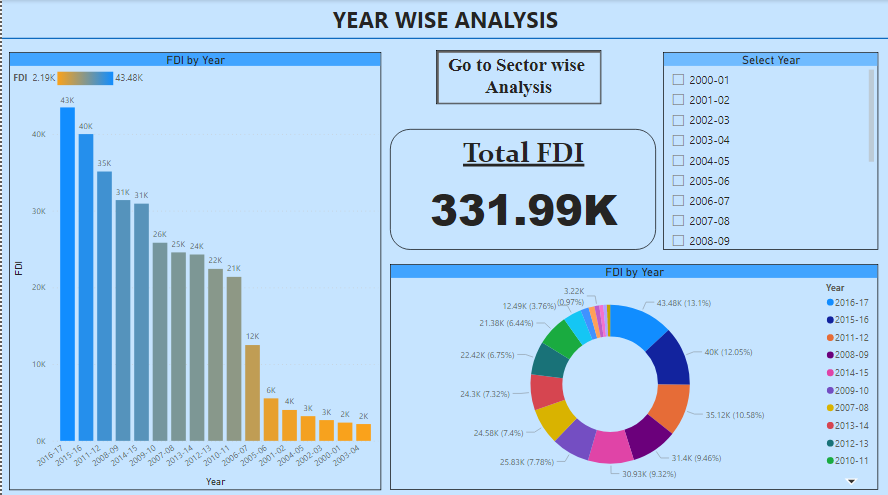 YEAR WISE ANALYSIS
FDI by Year
FDI 2.19K 43.48K
43K
40K
35K
31K
31K
26K
25K
24K
22K
21K
12K
6K
4K
3K
3K
2K
2K
40K
30K
20K
10K
0K
FDI
2016-17
2015-16
2011-12
2008-09
2014-15
2009-10
2007-08
2013-14
2012-13
2010-11
2006-07
2005-06
2001-02
2004-05
2002-03
2000-01
2003-04
Year
Go to Sector wise
Analysis
Total FDI
331.99K
Select Year
2000-01
2001-02
2002-03
2003-04
2004-05
2005-06
2006-07
2007-08
2008-09
FDI by Year
43.48K (13.1%)
40K (12.05%)
35.12K (10.58%)
31.4K (9.46%)
30.93K (9.32%)
25.83K (7.78%)
24.58K (7.4%)
24.3K (7.32%)
22.42K (6.75%)
21.38K (6.44%)
12.49K (3.76%)
3.22K
(0.97%)
Year
2016-17
2015-16
2011-12
2008-09
2014-15
2009-10
2007-08
2013-14
2012-13
2010-11